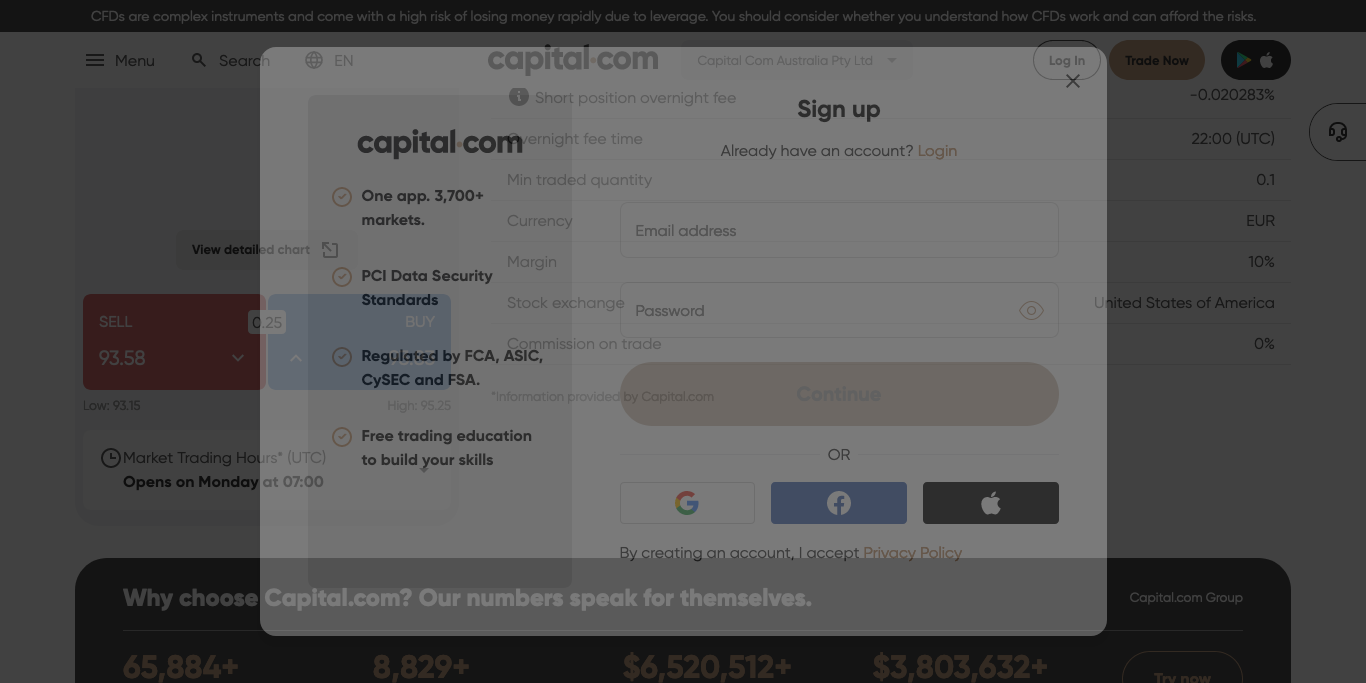 CFDs are complex instruments and come with a high risk of losing money rapidly due to leverage. You should consider whether you understand how CFDs work and can afford the risks.
Menu
Search
EN
capital.com
Capital Com Australia Pty Ltd
Log In
Trade Now
Short position overnight fee
-0.020283%
Overnight fee time
22:00 (UTC)
Min traded quantity
0.1
Currency
EUR
Margin
10%
Stock exchange
United States of America
Commission on trade
0%
*Information provided by Capital.com
View detailed chart
SELL
93.58
0.25
BUY
Low: 93.15
High: 95.25
Market Trading Hours* (UTC)
Opens on Monday at 07:00
capital.com
One app. 3,700+
markets.
PCI Data Security
Standards
Regulated by FCA, ASIC,
CySEC and FSA.
Free trading education
to build your skills
Sign up
Already have an account? Login
Email address
Password
Continue
OR
By creating an account, I accept Privacy Policy
Why choose Capital.com? Our numbers speak for themselves.
Capital.com Group
65,884+
8,829+
$6,520,512+
$3,803,632+
Try now